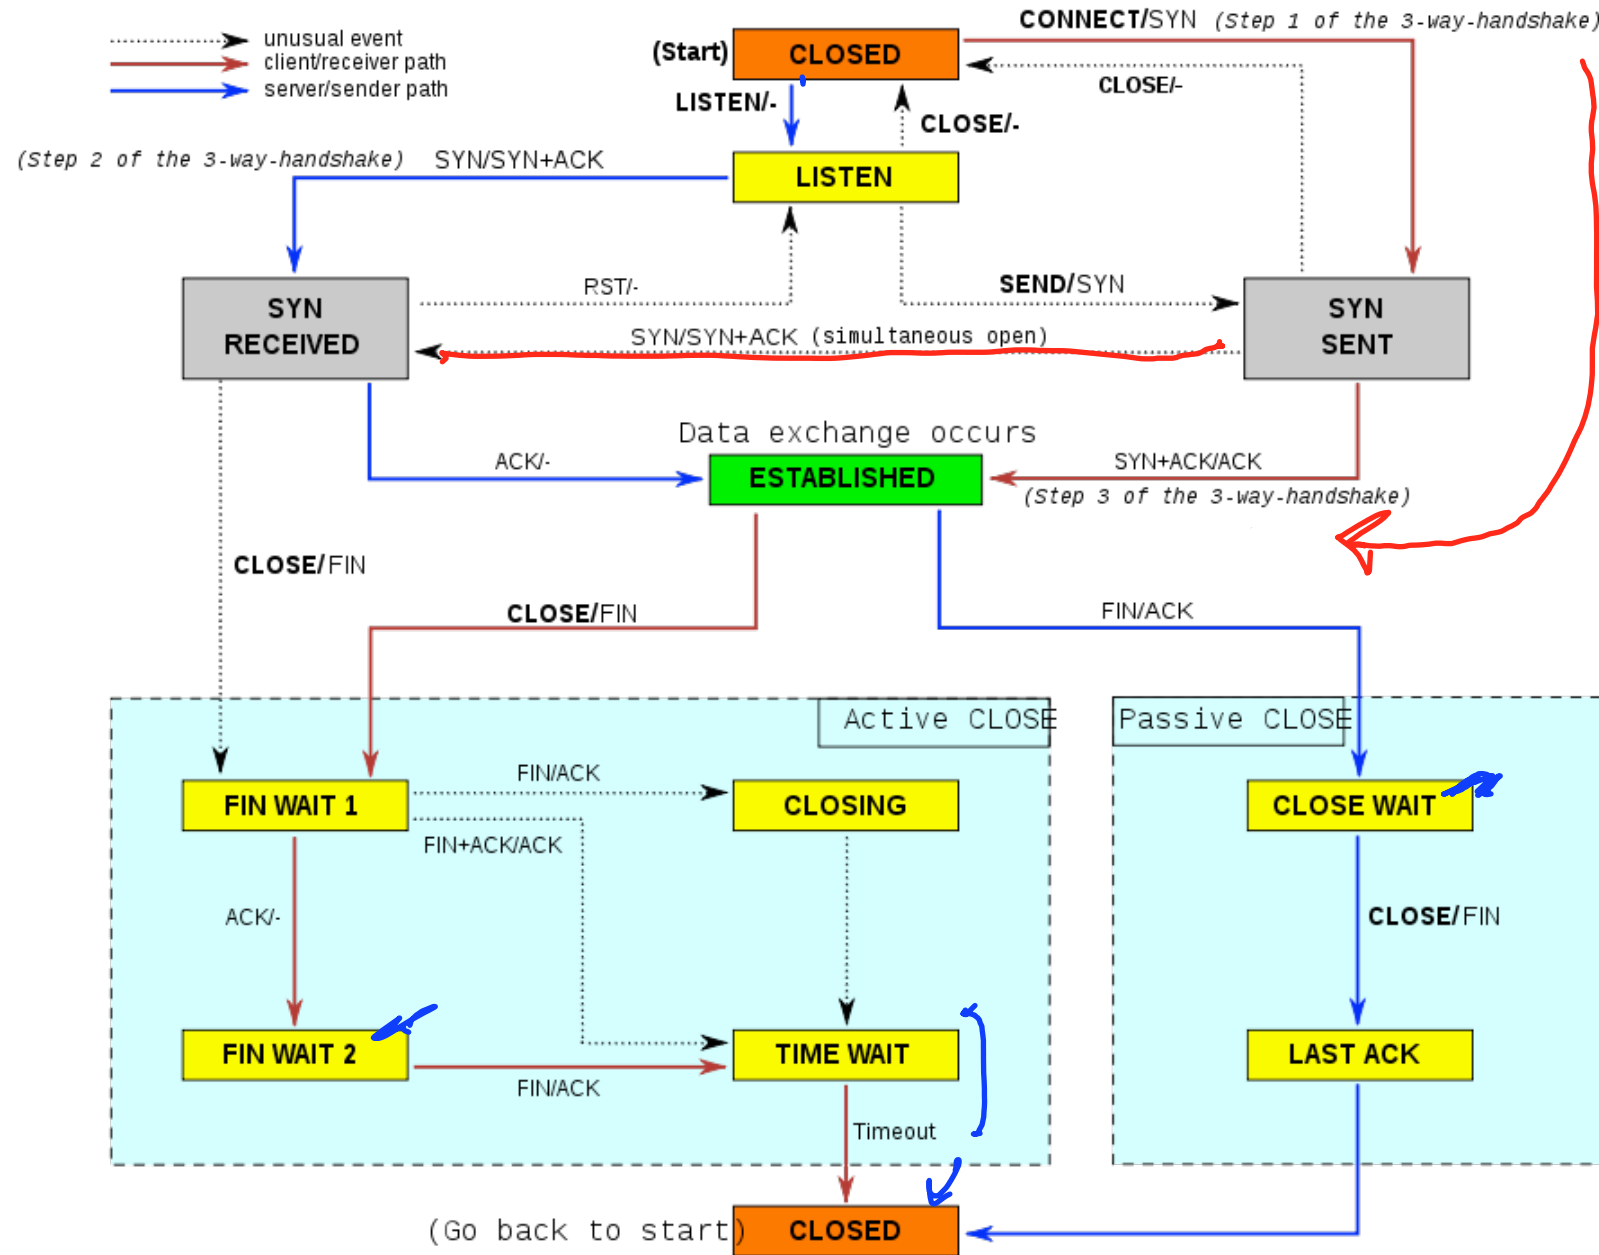 CONNECT/SYN (Step 1 of the 3-way-handshake)
unusual event
client/receiver path
server/sender path
(Start)
CLOSED
CLOSE/-
LISTEN/-
CLOSE/-
(Step 2 of the 3-way-handshake)
SYN/SYN+ACK
LISTEN
RST/-
SEND/SYN
SYN
RECEIVED
SYN
SENT
SYN/SYN+ACK (simultaneous open)
Data exchange occurs
ACK/-
ESTABLISHED
SYN+ACK/ACK
(Step 3 of the 3-way-handshake)
CLOSE/FIN
CLOSE/FIN
FIN/ACK
Active CLOSE
Passive CLOSE
FIN WAIT 1
FIN/ACK
CLOSING
CLOSE WAIT
FIN+ACK/ACK
ACK/-
CLOSE/FIN
FIN WAIT 2
FIN/ACK
TIME WAIT
LAST ACK
Timeout
(Go back to start)
CLOSED